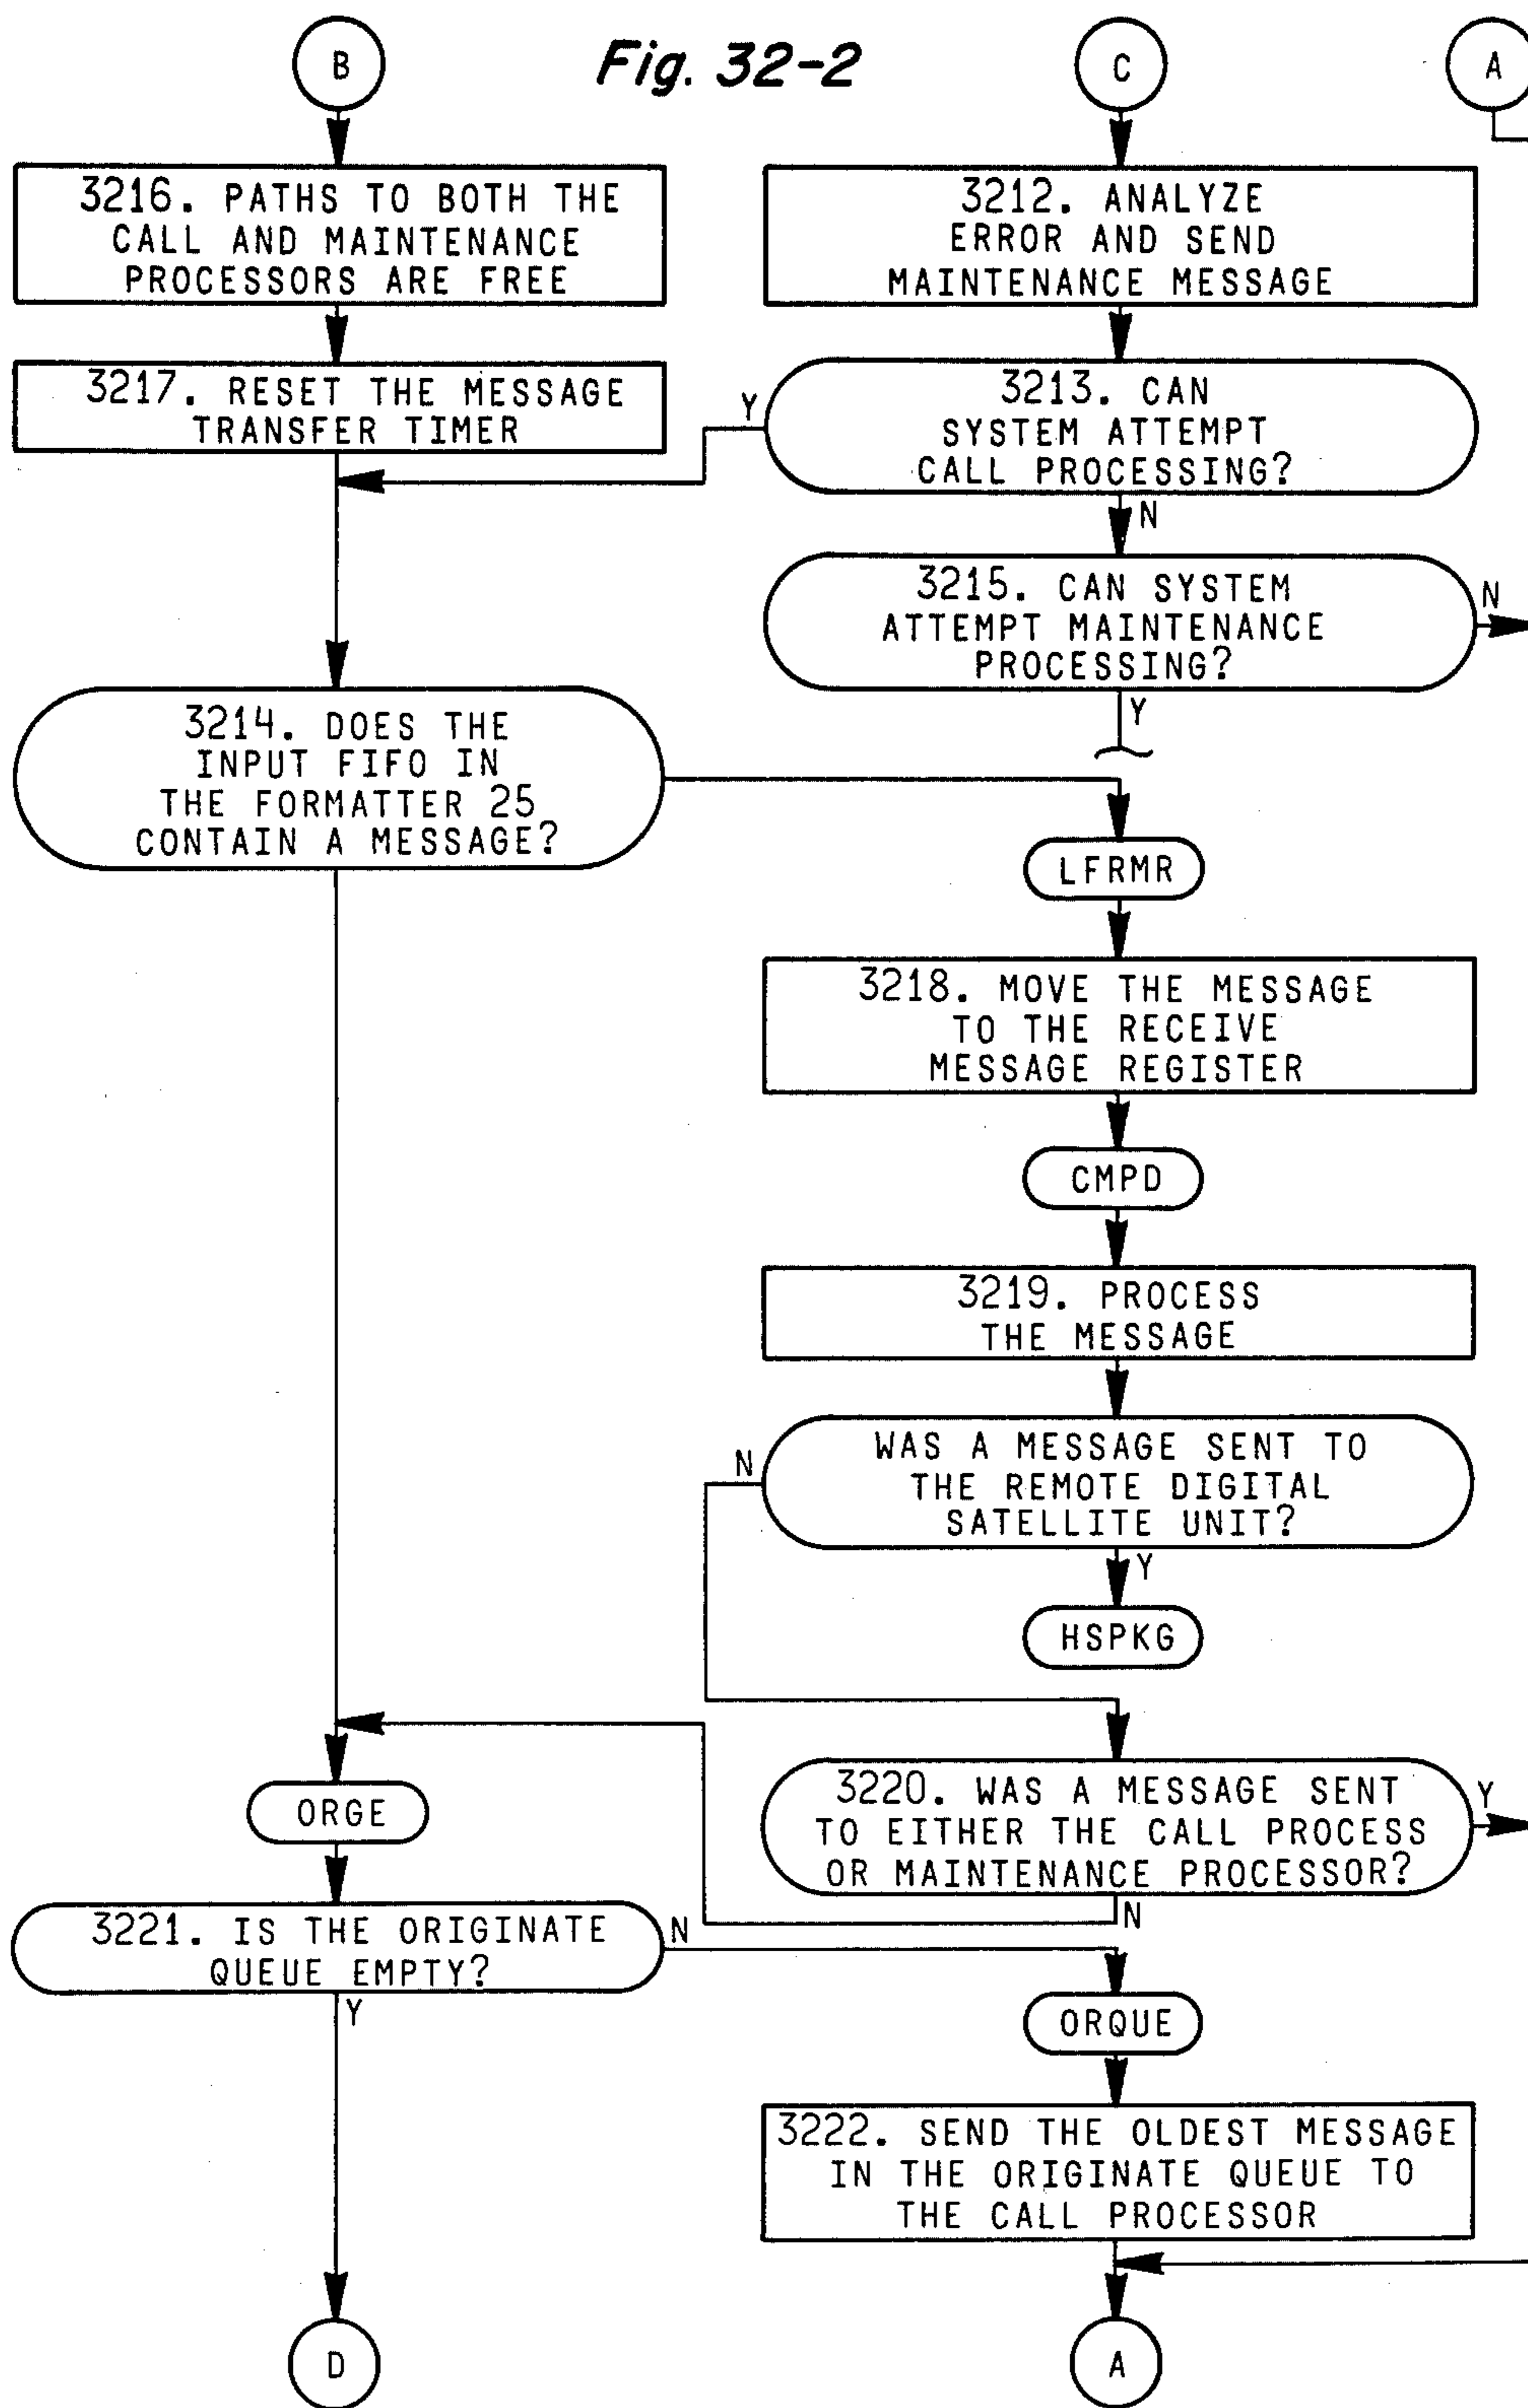 Fig. 32-2
B
C
A
3216. PATHS TO BOTH THE
CALL AND MAINTENANCE
PROCESSORS ARE FREE
3212. ANALYZE
ERROR AND SEND
MAINTENANCE MESSAGE
3217. RESET THE MESSAGE
TRANSFER TIMER
Y
3213. CAN
SYSTEM ATTEMPT
CALL PROCESSING?
N
3215. CAN SYSTEM
ATTEMPT MAINTENANCE
PROCESSING?
N
Y
3214. DOES THE
INPUT FIFO IN
THE FORMATTER 25
CONTAIN A MESSAGE?
LFRMR
3218. MOVE THE MESSAGE
TO THE RECEIVE
MESSAGE REGISTER
CMPD
3219. PROCESS
THE MESSAGE
N
WAS A MESSAGE SENT TO
THE REMOTE DIGITAL
SATELLITE UNIT?
Y
HSPKG
ORGE
3220. WAS A MESSAGE SENT
TO EITHER THE CALL PROCESS
OR MAINTENANCE PROCESSOR?
Y
N
3221. IS THE ORIGINATE
QUEUE EMPTY?
N
Y
ORQUE
3222. SEND THE OLDEST MESSAGE
IN THE ORIGINATE QUEUE TO
THE CALL PROCESSOR
D
A